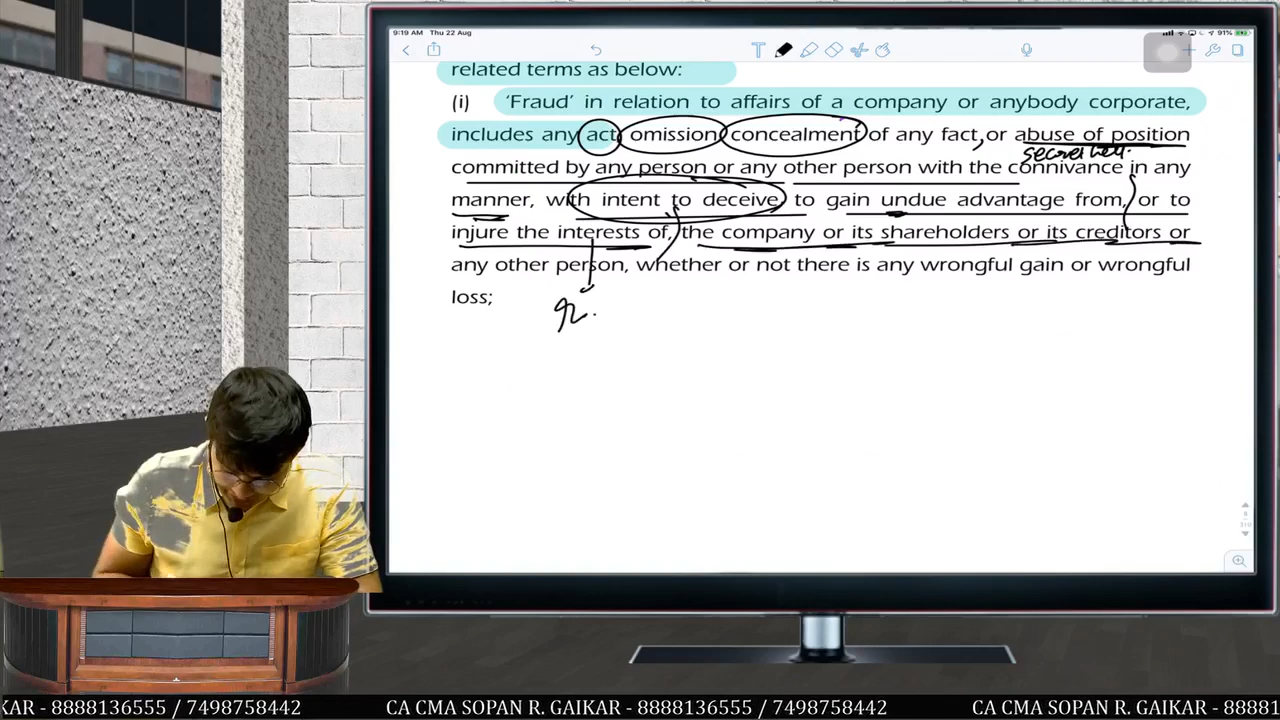 9:19 AM Thu 22 Aug
91%
T
related terms as below:
(i) 'Fraud' in relation to affairs of a company or anybody corporate,
includes any act omission concealment of any fact, or abuse of position
committed by any person or any other person with the connivance in any
manner, with intent to deceive, to gain undue advantage from, or to
injure the interests of, the company or its shareholders or its creditors or
any other person, whether or not there is any wrongful gain or wrongful
loss;
KAR - 8888136555 / 7498758442 CA CMA SOPAN R. GAIKAR - 8888136555 / 7498758442 CA CMA SOPAN R. GAIKAR - 88881